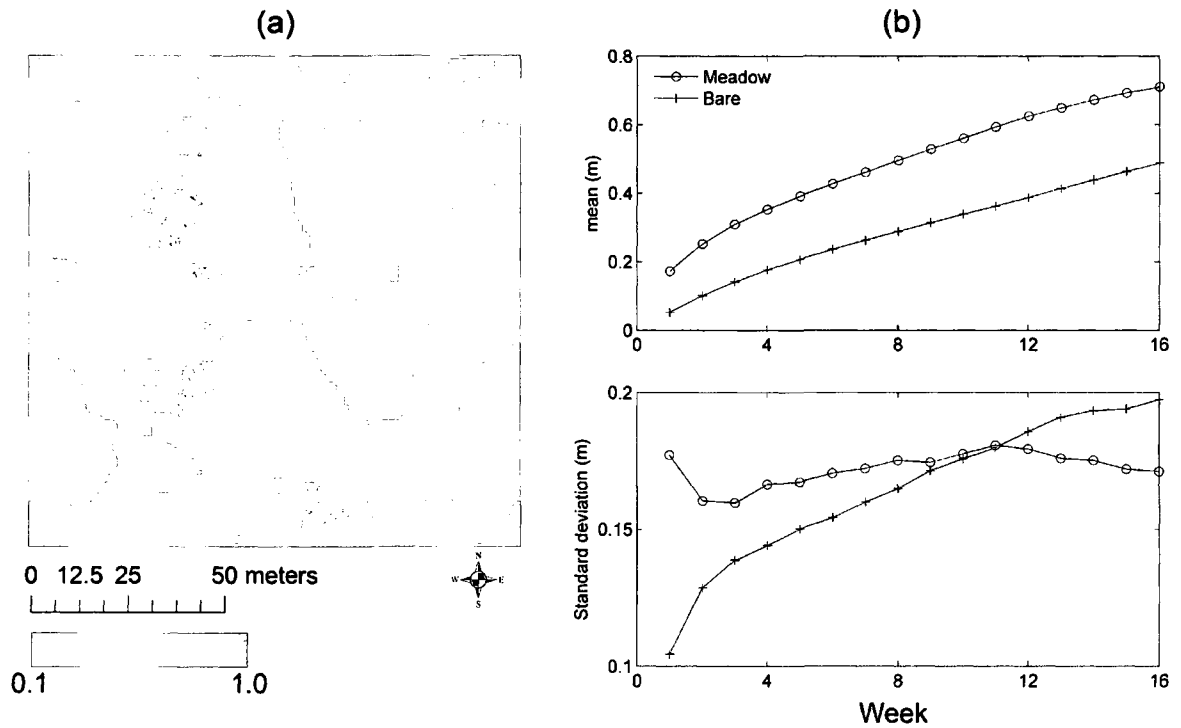 (a)
N
W E
S
0 12.5 25 50 meters
0.1 1.0
(b)
Meadow
Bare
mean (m)
0.8
0.6
0.4
0.2
0
0 4 8 12 16
Standard deviation (m)
0.2
0.15
0.1
0 4 8 12 16
Week